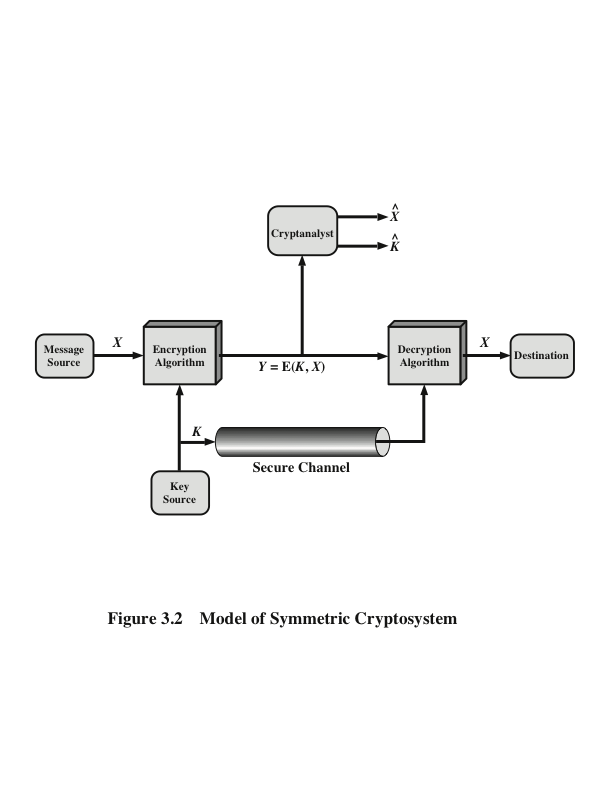 X̂
Cryptanalyst
K̂
Message
Source
X
Encryption
Algorithm
Y = E(K, X)
Decryption
Algorithm
X
Destination
K
Secure Channel
Key
Source
Figure 3.2 Model of Symmetric Cryptosystem